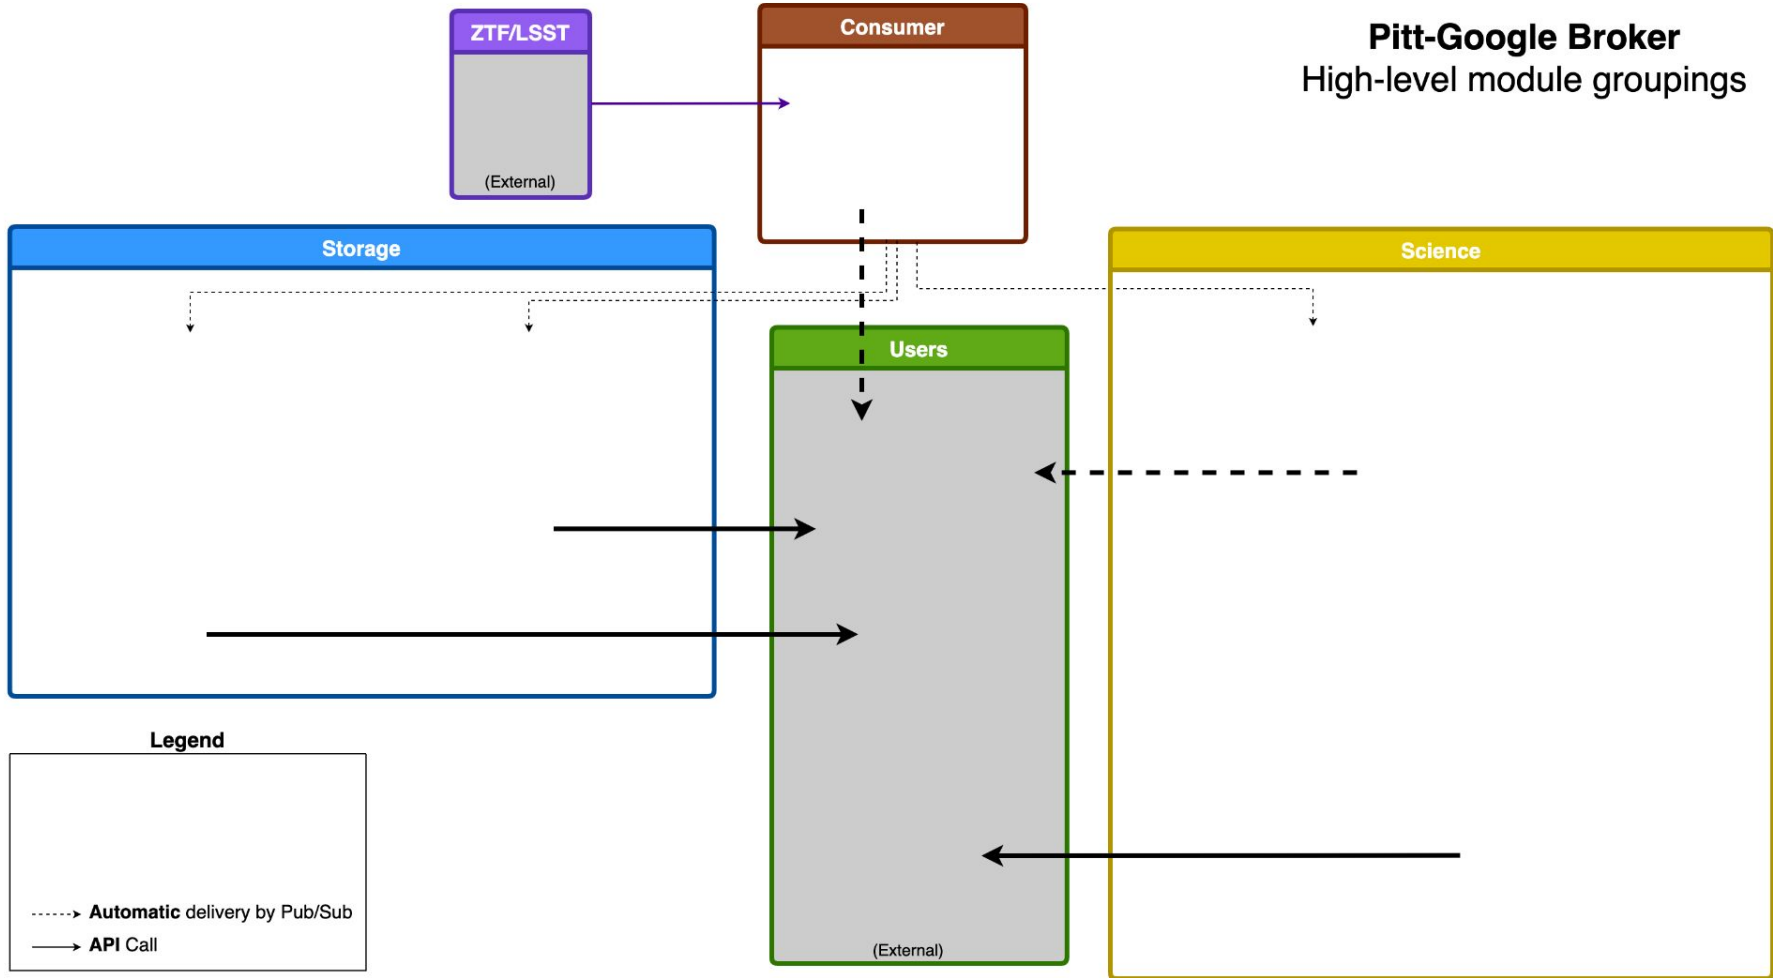 ZTF/LSST
(External)
Consumer
Pitt-Google Broker
High-level module groupings
Storage
Users
(External)
Science
Legend
Automatic delivery by Pub/Sub
API Call